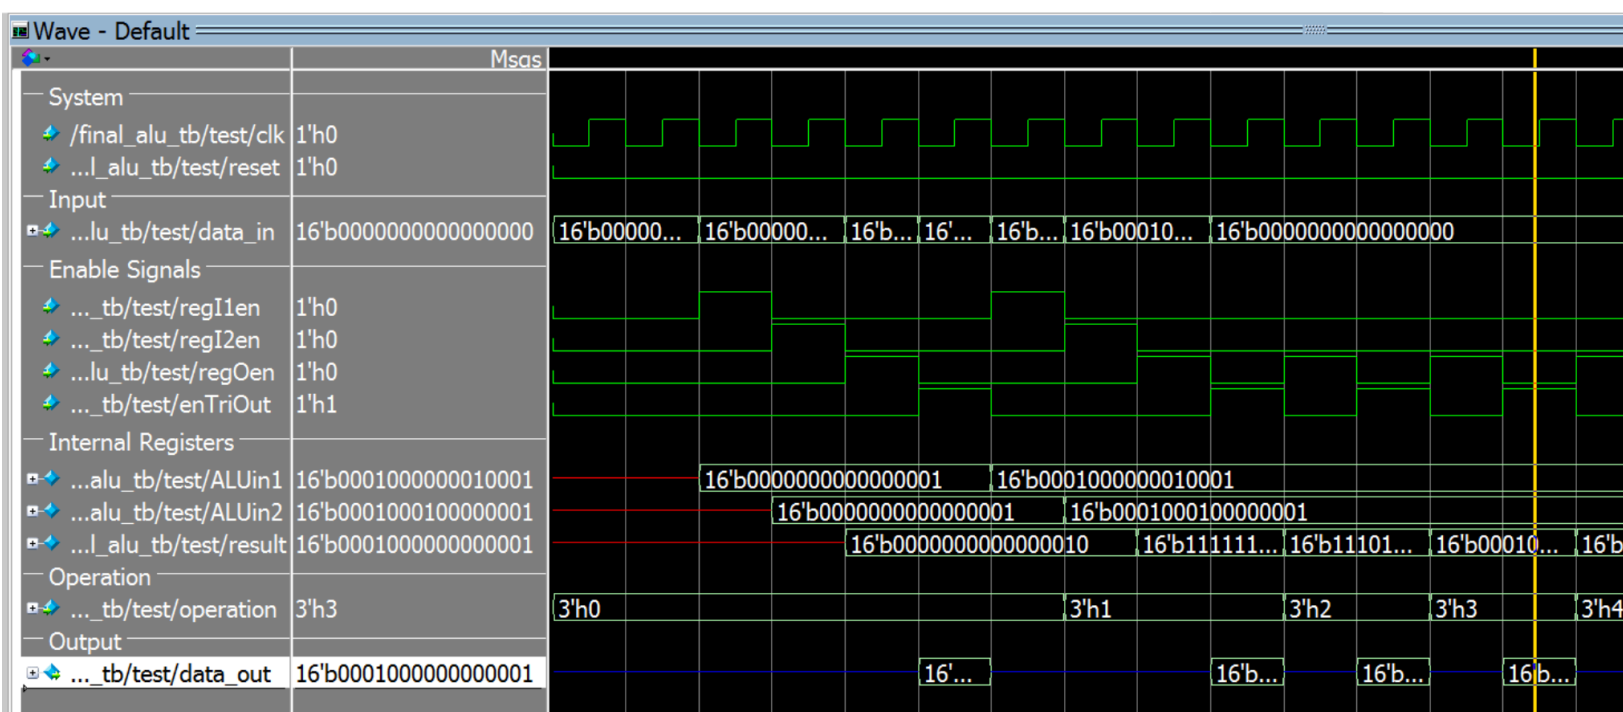 Wave - Default
Msgs
System
/final_alu_tb/test/clk 1'h0
...l_alu_tb/test/reset 1'h0
Input
...lu_tb/test/data_in 16'b0000000000000000 16'b00000... 16'b00000... 16'b... 16'... 16'b... 16'b00010... 16'b0000000000000000
Enable Signals
..._tb/test/regI1en 1'h0
..._tb/test/regI2en 1'h0
...lu_tb/test/regOen 1'h0
..._tb/test/enTriOut 1'h1
Internal Registers
...alu_tb/test/ALUin1 16'b0001000000010001 16'b0000000000000001 16'b0001000000010001
...alu_tb/test/ALUin2 16'b0001000100000001 16'b0000000000000001 16'b0001000100000001
...l_alu_tb/test/result 16'b0001000000000001 16'b0000000000000010 16'b111111... 16'b11101... 16'b00010... 16'b
Operation
..._tb/test/operation 3'h3 3'h0 3'h1 3'h2 3'h3 3'h4
Output
..._tb/test/data_out 16'b0001000000000001 16'... 16'b... 16'b... 16'b...